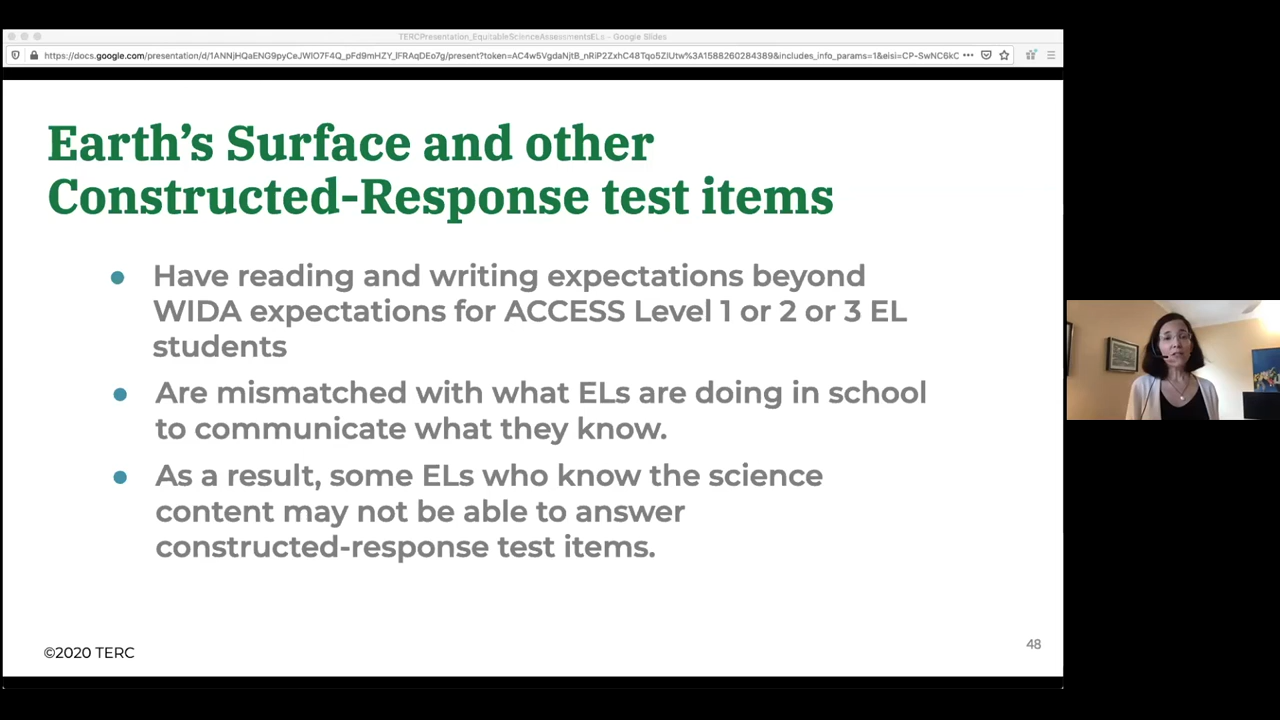 TERCPresentation_EquitableScienceAssessmentsELs - Google Slides
https://docs.google.com/presentation/d/1ANNjHQaENG9pyCeJWlO7F4Q_pFd9mHZY_lFRAqDEo7g/present?token=AC4w5VgdaNjtB_nRiP2ZxhC48Tqo5ZlUtw%3A1588260284389&includes_info_params=1&eisi=CP-SwNC6kC
Earth's Surface and other
Constructed-Response test items
● Have reading and writing expectations beyond
WIDA expectations for ACCESS Level 1 or 2 or 3 EL
students
● Are mismatched with what ELs are doing in school
to communicate what they know.
● As a result, some ELs who know the science
content may not be able to answer
constructed-response test items.
©2020 TERC
48